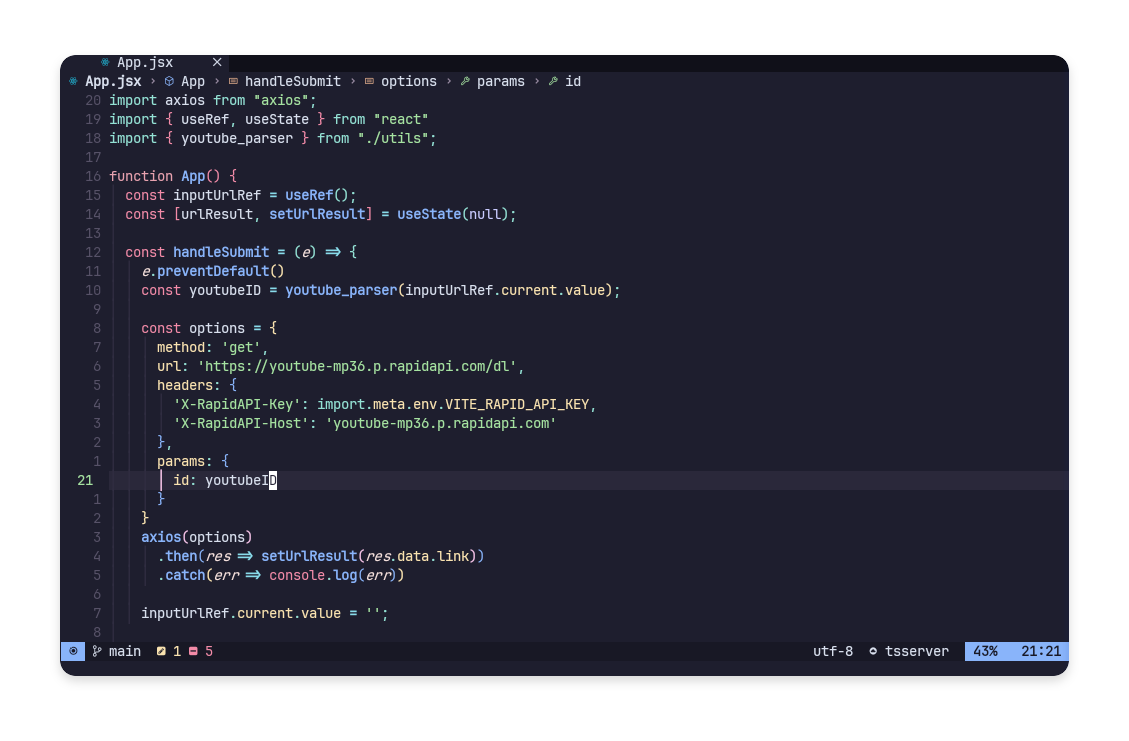 App.jsx ×
App.jsx › App › handleSubmit › options › params › id
20 import axios from "axios";
19 import { useRef, useState } from "react"
18 import { youtube_parser } from "./utils";
17
16 function App() {
15 const inputUrlRef = useRef();
14 const [urlResult, setUrlResult] = useState(null);
13
12 const handleSubmit = (e) => {
11 e.preventDefault()
10 const youtubeID = youtube_parser(inputUrlRef.current.value);
9
8 const options = {
7 method: 'get',
6 url: 'https://youtube-mp36.p.rapidapi.com/dl',
5 headers: {
4 'X-RapidAPI-Key': import.meta.env.VITE_RAPID_API_KEY,
3 'X-RapidAPI-Host': 'youtube-mp36.p.rapidapi.com'
2 },
1 params: {
21 id: youtubeID
1 }
2 }
3 axios(options)
4 .then(res => setUrlResult(res.data.link))
5 .catch(err => console.log(err))
6
7 inputUrlRef.current.value = '';
8
main 1 5 utf-8 tsserver 43% 21:21